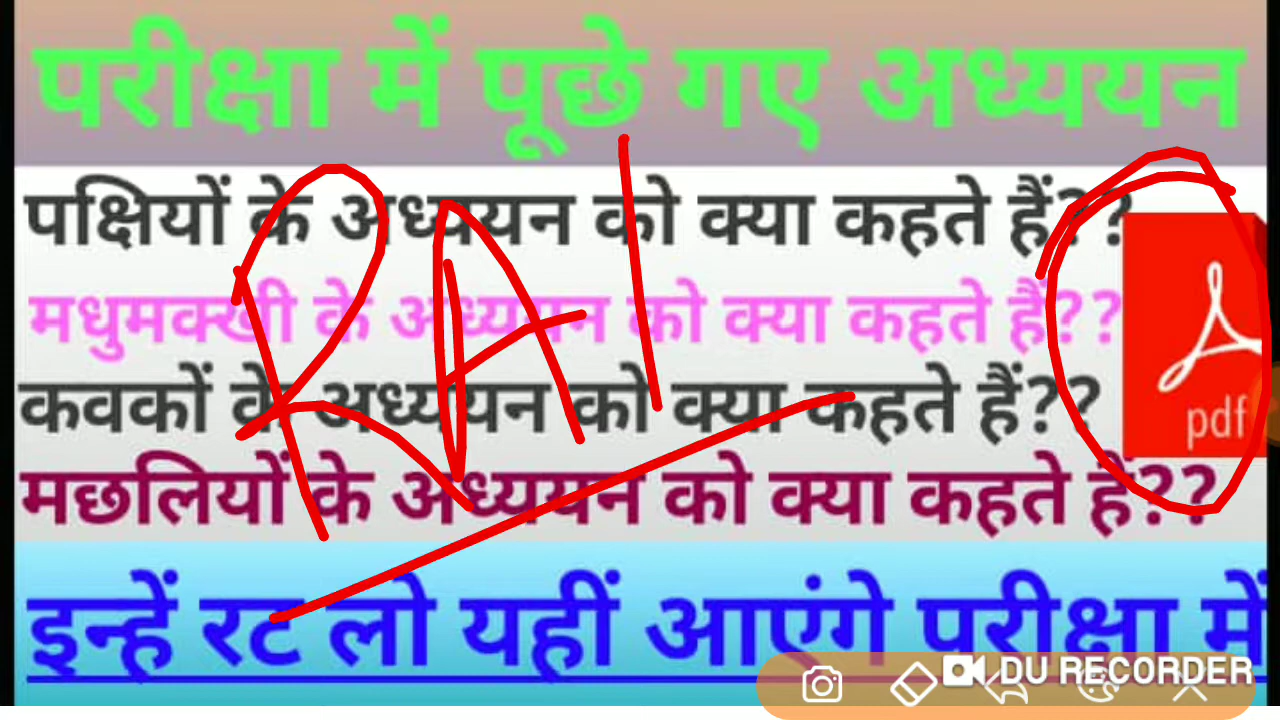 परीक्षा में पूछे गए अध्ययन
पक्षियों के अध्ययन को क्या कहते हैं??
मधुमक्खी के अध्ययन को क्या कहते हैं??
कवकों के अध्ययन को क्या कहते हैं??
मछलियों के अध्ययन को क्या कहते हैं??
इन्हें रट लो यहीं आएंगे परीक्षा में
RAI
pdf
DU RECORDER